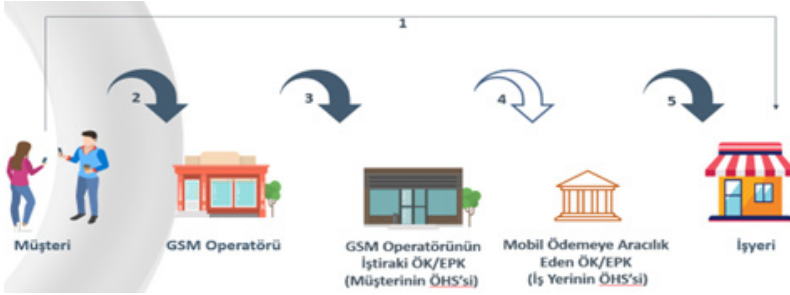 1
2
3
4
5
Müşteri
GSM Operatörü
GSM Operatörünün
İştiraki ÖK/EPK
(Müşterinin ÖHS'si)
Mobil Ödemeye Aracılık
Eden ÖK/EPK
(İş Yerinin ÖHS'si)
İşyeri